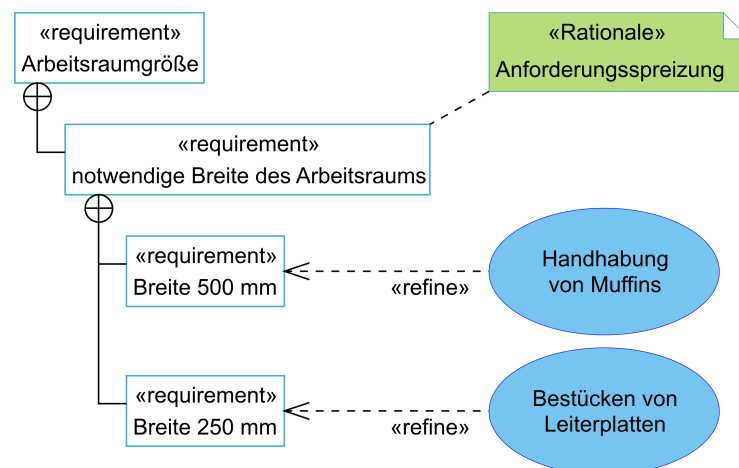 «requirement»
Arbeitsraumgröße
«Rationale»
Anforderungsspreizung
«requirement»
notwendige Breite des Arbeitsraums
«requirement»
Breite 500 mm
«refine»
Handhabung
von Muffins
«requirement»
Breite 250 mm
«refine»
Bestücken von
Leiterplatten